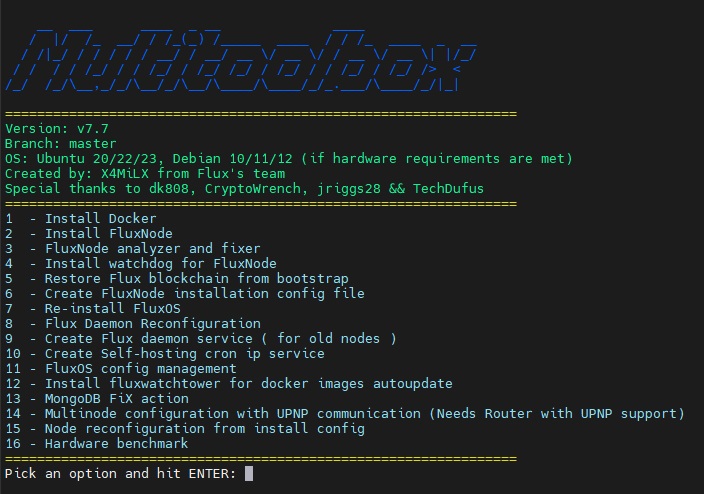 Multitoolbox
============================================================
Version: v7.7
Branch: master
OS: Ubuntu 20/22/23, Debian 10/11/12 (if hardware requirements are met)
Created by: X4MiLX from Flux's team
Special thanks to dk808, CryptoWrench, jriggs28 && TechDufus
============================================================
1  - Install Docker
2  - Install FluxNode
3  - FluxNode analyzer and fixer
4  - Install watchdog for FluxNode
5  - Restore Flux blockchain from bootstrap
6  - Create FluxNode installation config file
7  - Re-install FluxOS
8  - Flux Daemon Reconfiguration
9  - Create Flux daemon service ( for old nodes )
10 - Create Self-hosting cron ip service
11 - FluxOS config management
12 - Install fluxwatchtower for docker images autoupdate
13 - MongoDB FiX action
14 - Multinode configuration with UPNP communication (Needs Router with UPNP support)
15 - Node reconfiguration from install config
16 - Hardware benchmark
============================================================
Pick an option and hit ENTER: